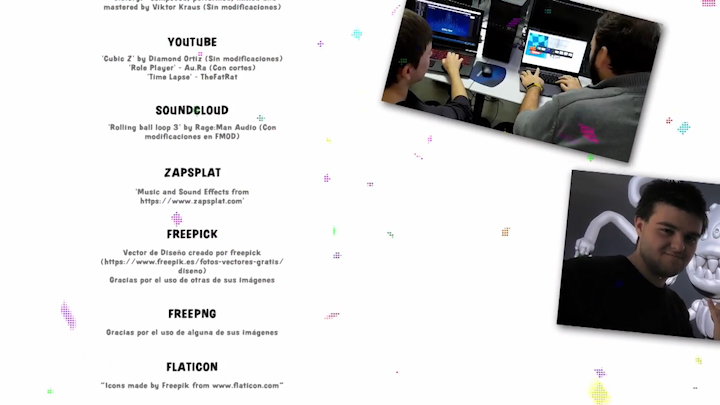 mastered by Viktor Kraus (Sin modificaciones)
YOUTUBE
'Cubic Z' by Diamond Ortiz (Sin modificaciones)
'Role Player' - Au.Ra (Con cortes)
'Time Lapse' - TheFatRat
SOUNDCLOUD
'Rolling ball loop 3' by Rage:Man Audio (Con
modificaciones en FMOD)
ZAPSPLAT
'Music and Sound Effects from
https://www.zapsplat.com'
FREEPICK
Vector de Diseño creado por freepick
(https://www.freepik.es/fotos-vectores-gratis/
diseno)
Gracias por el uso de otras de sus imágenes
FREEPNG
Gracias por el uso de alguna de sus imágenes
FLATICON
"Icons made by Freepik from www.flaticon.com"